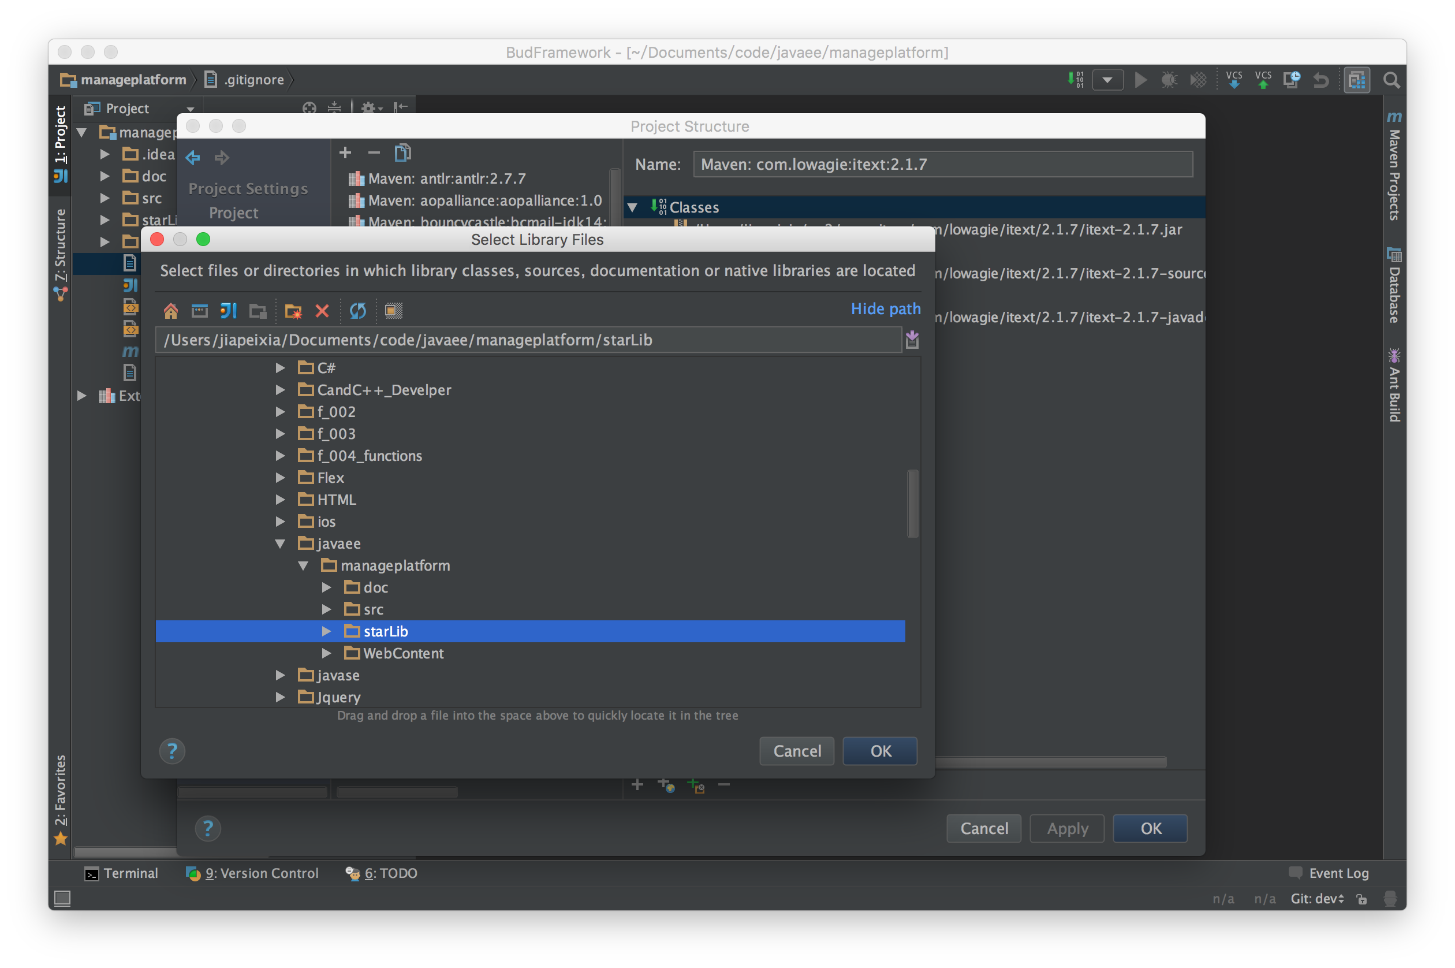 BudFramework - [~/Documents/code/javaee/manageplatform]
manageplatform
.gitignore
VCS
VCS
1: Project
Z: Structure
2: Favorites
Project
.idea
doc
src
Project Structure
Project Settings
Project
Maven: antlr:antlr:2.7.7
Maven: aopalliance:aopalliance:1.0
Maven: bouncycastle:bcmail-jdk14:
Name:
Maven: com.lowagie:itext:2.1.7
Classes
m/lowagie/itext/2.1.7/itext-2.1.7.jar
m/lowagie/itext/2.1.7/itext-2.1.7-source
m/lowagie/itext/2.1.7/itext-2.1.7-javad
Select Library Files
Select files or directories in which library classes, sources, documentation or native libraries are located
Hide path
/Users/jiapeixia/Documents/code/javaee/manageplatform/starLib
C#
CandC++_Develper
f_002
f_003
f_004_functions
Flex
HTML
ios
javaee
manageplatform
doc
src
starLib
WebContent
javase
Jquery
Drag and drop a file into the space above to quickly locate it in the tree
?
Cancel
OK
?
Cancel
Apply
OK
m
Maven Projects
Database
Ant Build
Terminal
9: Version Control
6: TODO
Event Log
n/a
n/a
Git: dev